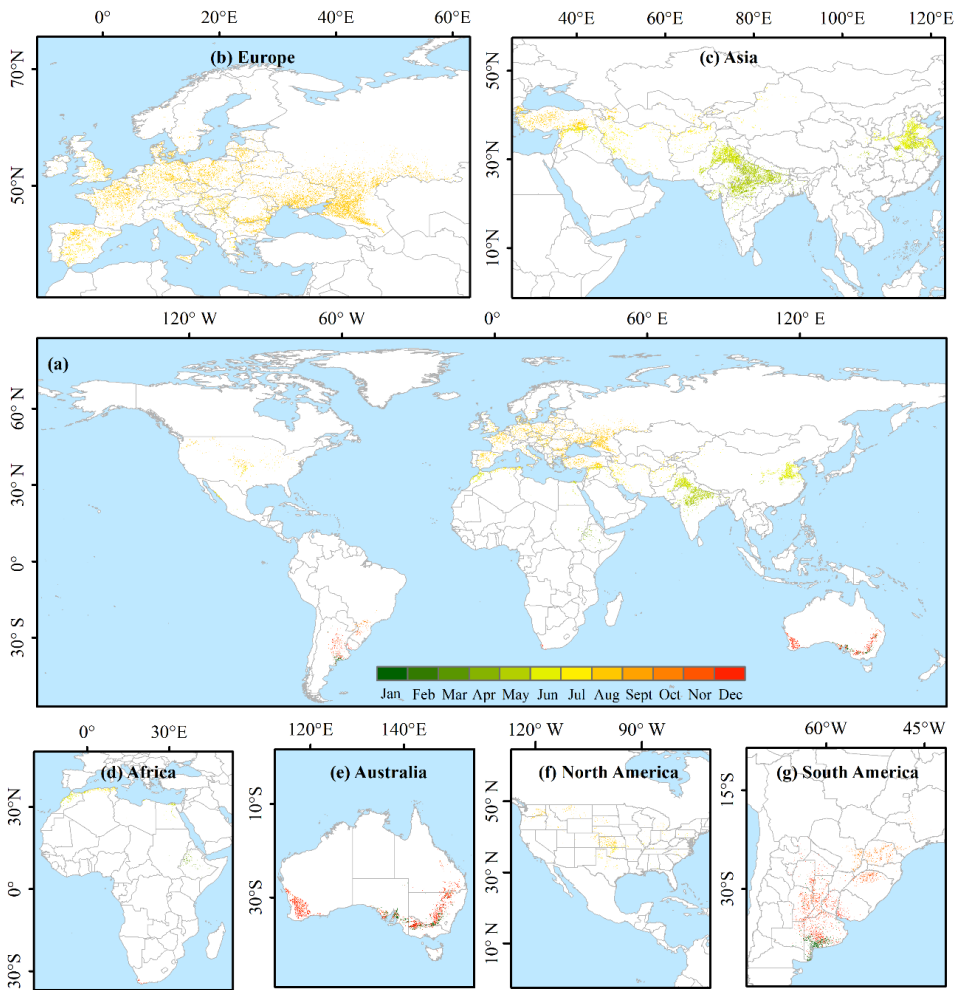 0° 20°E 40°E 60°E
40°E 60°E 80°E 100°E 120°E
(b) Europe
(c) Asia
70°N
50°N
50°N
30°N
10°N
120° W 60° W 0° 60° E 120° E
(a)
60° N
30° N
0°
30° S
Jan Feb Mar Apr May Jun Jul Aug Sept Oct Nor Dec
0° 30°E
120°E 140°E
120°W 90°W
60°W 45°W
(d) Africa
(e) Australia
(f) North America
(g) South America
30°N
0°
30°S
10°S
30°S
50°N
30°N
10° N
15°S
30°S